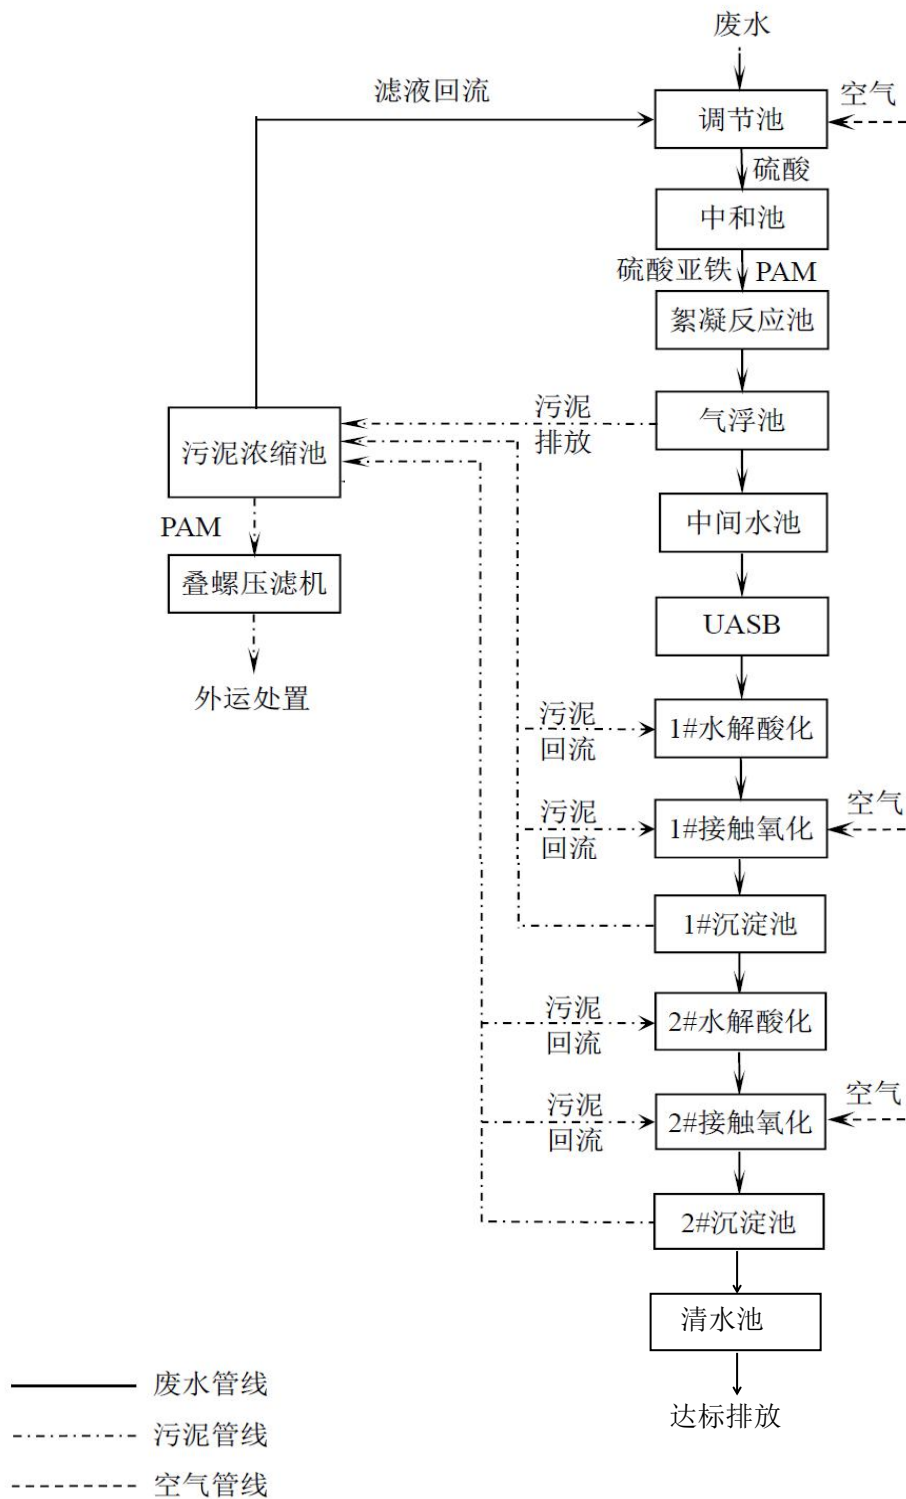 废水
滤液回流
空气
调节池
硫酸
中和池
硫酸亚铁
PAM
絮凝反应池
污泥
排放
气浮池
污泥浓缩池
中间水池
PAM
叠螺压滤机
UASB
外运处置
污泥
回流
1#水解酸化
空气
污泥
回流
1#接触氧化
1#沉淀池
污泥
回流
2#水解酸化
空气
污泥
回流
2#接触氧化
2#沉淀池
清水池
废水管线
达标排放
污泥管线
空气管线